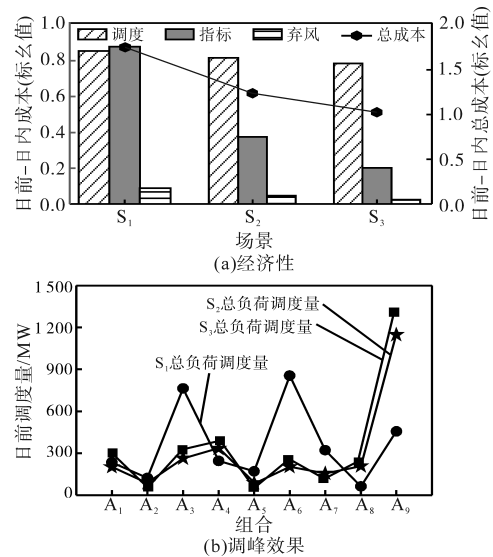 日前-日内成本(标幺值)
1.0
0.8
0.6
0.4
0.2
0.0
调度 指标 弃风 总成本
2.0
1.5
1.0
0.5
0.0
日前-日内总成本(标幺值)
S₁ S₂ S₃
场景
(a)经济性
日前调度量/MW
1 500
1 200
900
600
300
0
S₂总负荷调度量
S₃总负荷调度量
S₁总负荷调度量
A₁ A₂ A₃ A₄ A₅ A₆ A₇ A₈ A₉
组合
(b)调峰效果